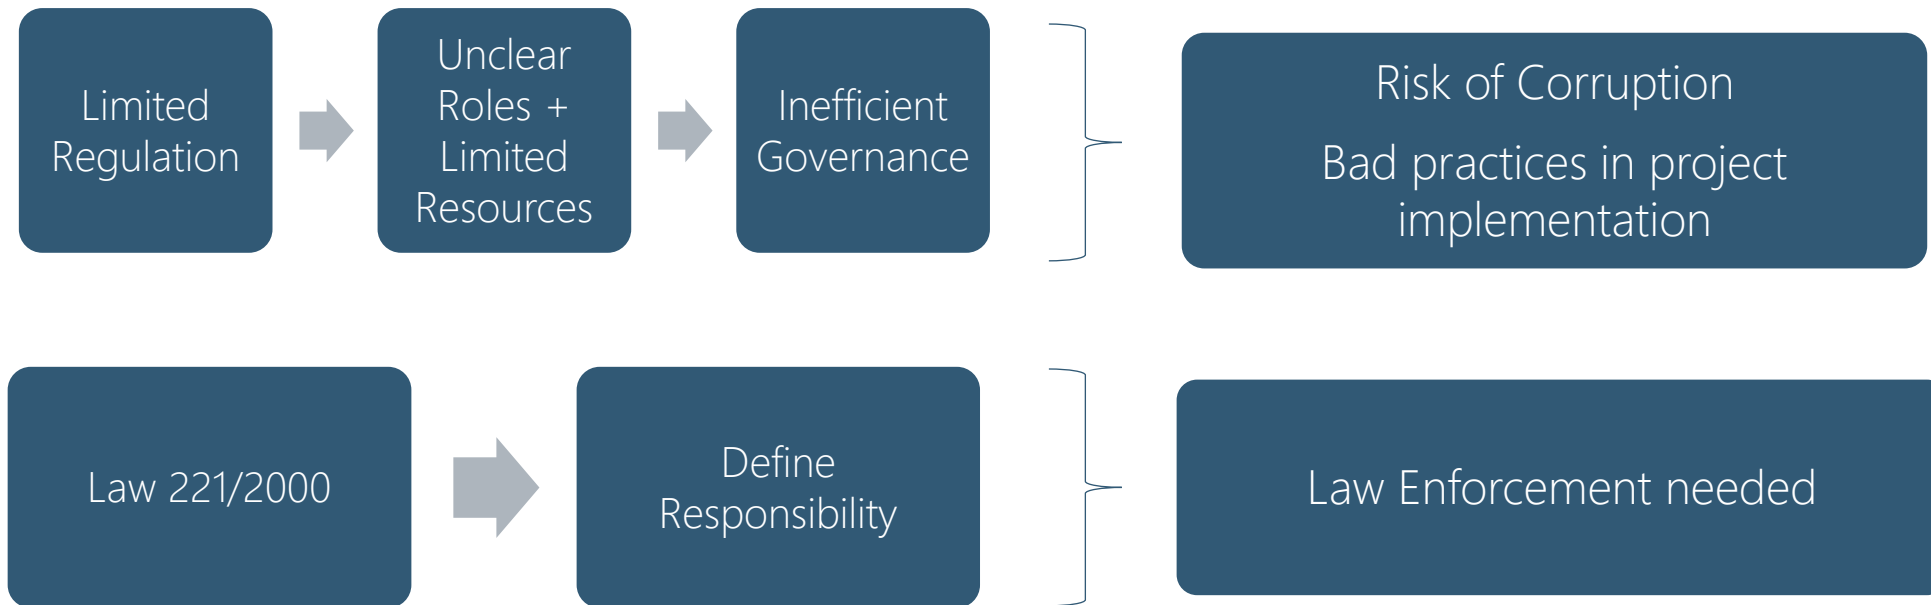 Limited
Regulation
Unclear
Roles +
Limited
Resources
Inefficient
Governance
Risk of Corruption
Bad practices in project
implementation
Law 221/2000
Define
Responsibility
Law Enforcement needed